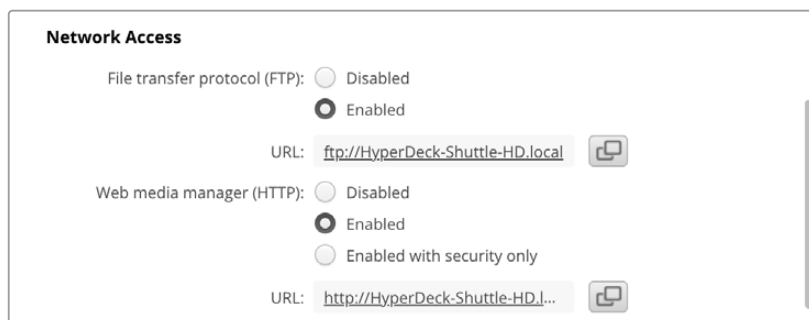 Network Access
File transfer protocol (FTP): Disabled
Enabled
URL: ftp://HyperDeck-Shuttle-HD.local
Web media manager (HTTP): Disabled
Enabled
Enabled with security only
URL: http://HyperDeck-Shuttle-HD.l...